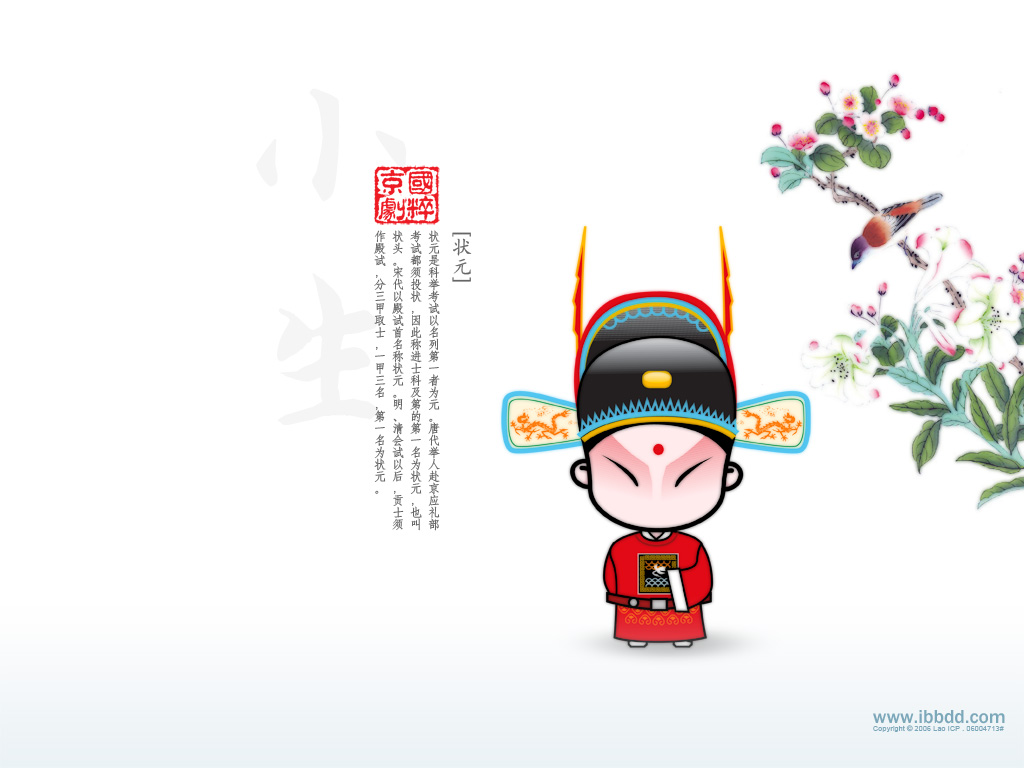 小生
國粹
京劇
[状元]
状元是科举考试以名列第一者为元。唐代举人赴京应礼部
考试都须投状，因此称进士科及第的第一名为状元，也叫
状头。宋代以殿试首名称状元。明、清会试以后，贡士须
作殿试，分三甲取士，一甲三名，第一名为状元。
www.ibbdd.com
Copyright © 2006 Lao ICP . 06004713#